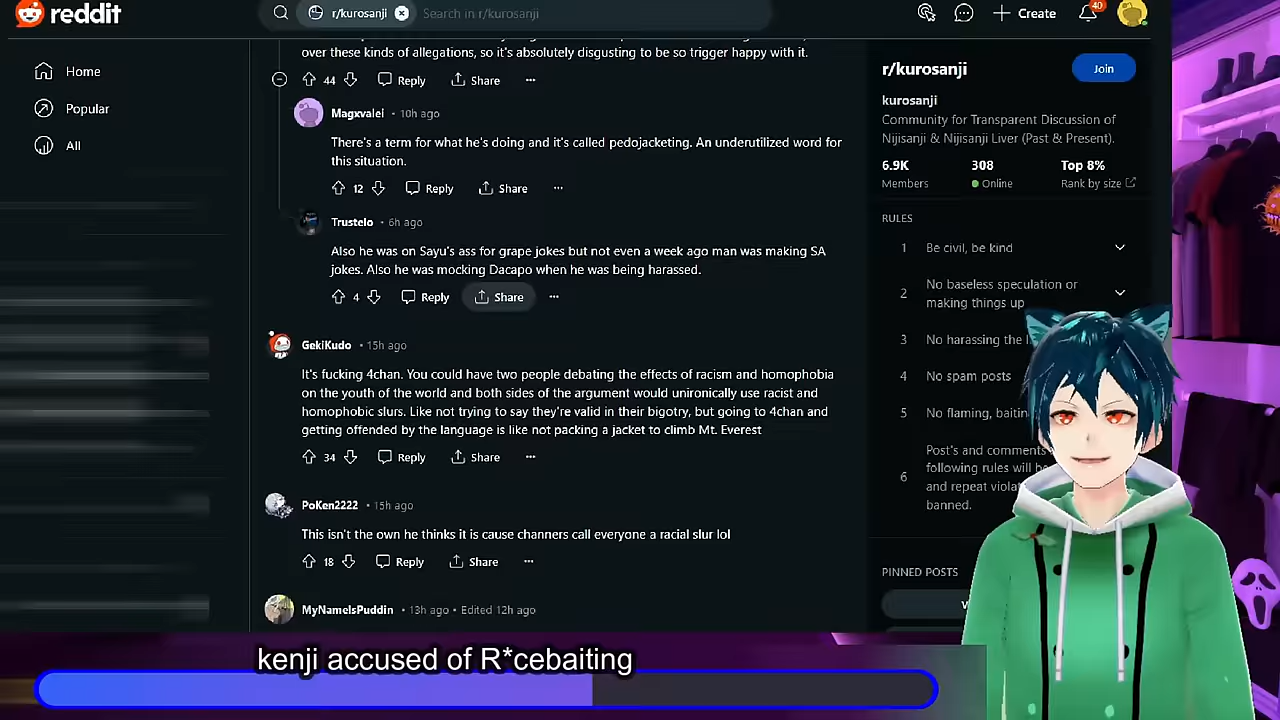 reddit
r/kurosanji
Search in r/kurosanji
Create
40
Home
Popular
All
over these kinds of allegations, so it's absolutely disgusting to be so trigger happy with it.
44 Reply Share
Magxvalei • 10h ago
There's a term for what he's doing and it's called pedojacketing. An underutilized word for
this situation.
12 Reply Share
Trustelo • 6h ago
Also he was on Sayu's ass for grape jokes but not even a week ago man was making SA
jokes. Also he was mocking Dacapo when he was being harassed.
4 Reply Share
GekiKudo • 15h ago
It's fucking 4chan. You could have two people debating the effects of racism and homophobia
on the youth of the world and both sides of the argument would unironically use racist and
homophobic slurs. Like not trying to say they're valid in their bigotry, but going to 4chan and
getting offended by the language is like not packing a jacket to climb Mt. Everest
34 Reply Share
PoKen2222 • 15h ago
This isn't the own he thinks it is cause channers call everyone a racial slur lol
18 Reply Share
MyNameIsPuddin • 13h ago • Edited 12h ago
r/kurosanji
Join
kurosanji
Community for Transparent Discussion of
Nijisanji & Nijisanji Liver (Past & Present).
6.9K 308 Top 8%
Members Online Rank by size
RULES
1 Be civil, be kind
2 No baseless speculation or
making things up
3 No harassing the
4 No spam posts
5 No flaming,
6 Post's and comments
following rules will be
and repeat
banned.
PINNED POSTS
kenji accused of R*cebaiting